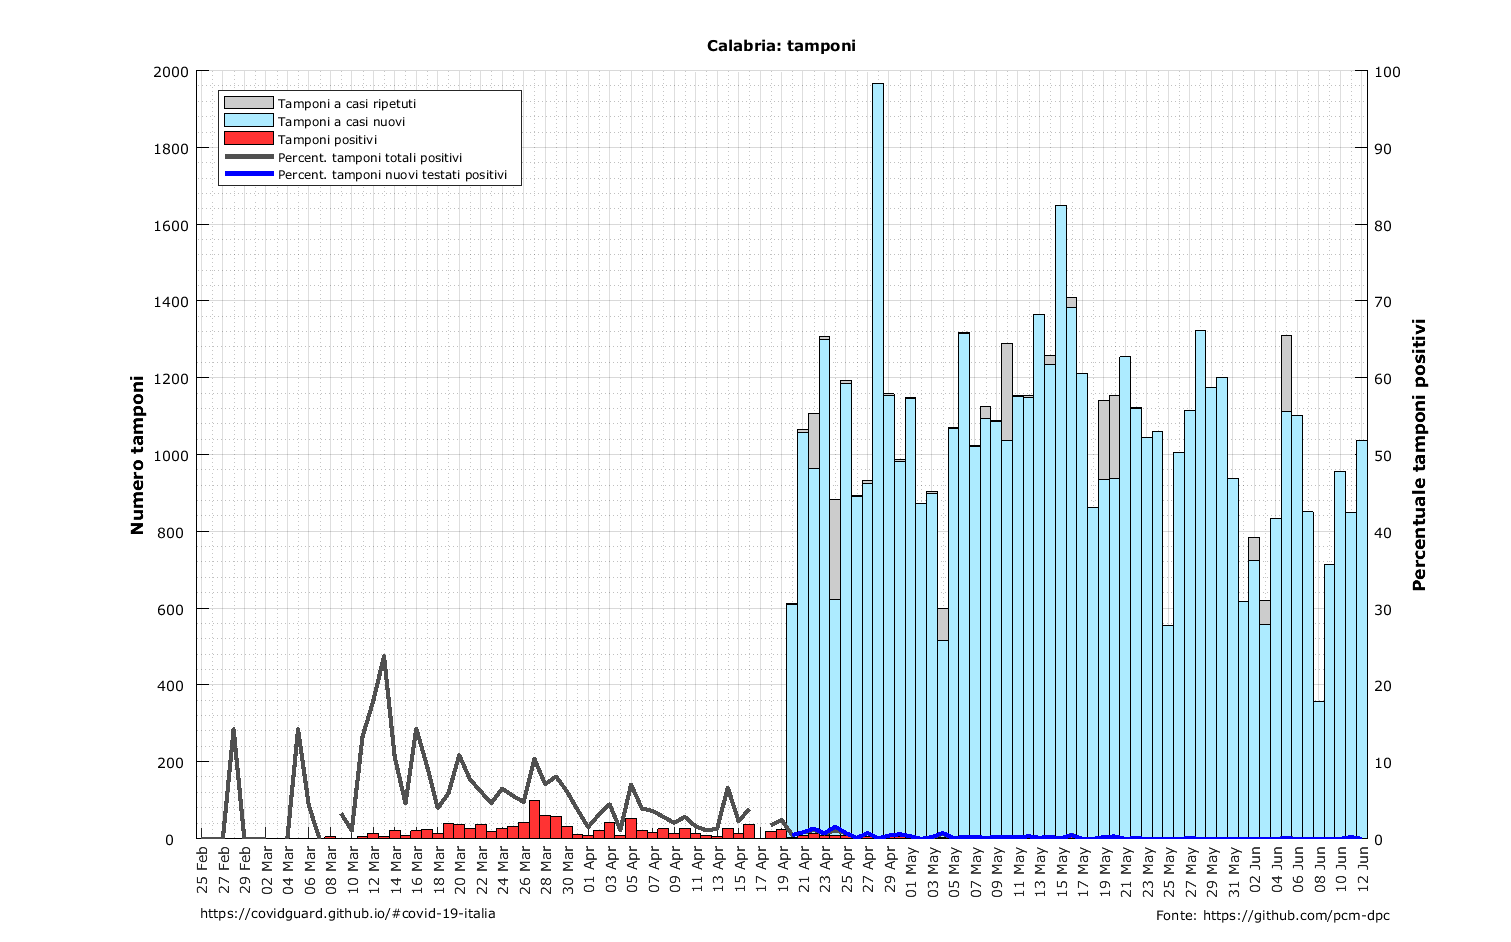 Calabria: tamponi
Tamponi a casi ripetuti
Tamponi a casi nuovi
Tamponi positivi
Percent. tamponi totali positivi
Percent. tamponi nuovi testati positivi
Numero tamponi
2000
1800
1600
1400
1200
1000
800
600
400
200
0
100
90
80
70
60
50
40
30
20
10
0
Percentuale tamponi positivi
25 Feb
27 Feb
29 Feb
02 Mar
04 Mar
06 Mar
08 Mar
10 Mar
12 Mar
14 Mar
16 Mar
18 Mar
20 Mar
22 Mar
24 Mar
26 Mar
28 Mar
30 Mar
01 Apr
03 Apr
05 Apr
07 Apr
09 Apr
11 Apr
13 Apr
15 Apr
17 Apr
19 Apr
21 Apr
23 Apr
25 Apr
27 Apr
29 Apr
01 May
03 May
05 May
07 May
09 May
11 May
13 May
15 May
17 May
19 May
21 May
23 May
25 May
27 May
29 May
31 May
02 Jun
04 Jun
06 Jun
08 Jun
10 Jun
12 Jun
https://covidguard.github.io/#covid-19-italia
Fonte: https://github.com/pcm-dpc